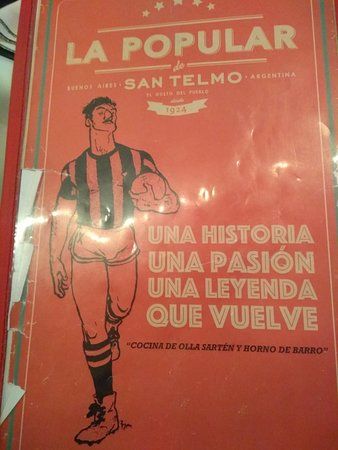 LA POPULAR
de
BUENOS AIRES · SAN TELMO · ARGENTINA
EL GUSTO DEL PUEBLO
desde
1924
UNA HISTORIA
UNA PASIÓN
UNA LEYENDA
QUE VUELVE
"COCINA DE OLLA SARTÉN Y HORNO DE BARRO"